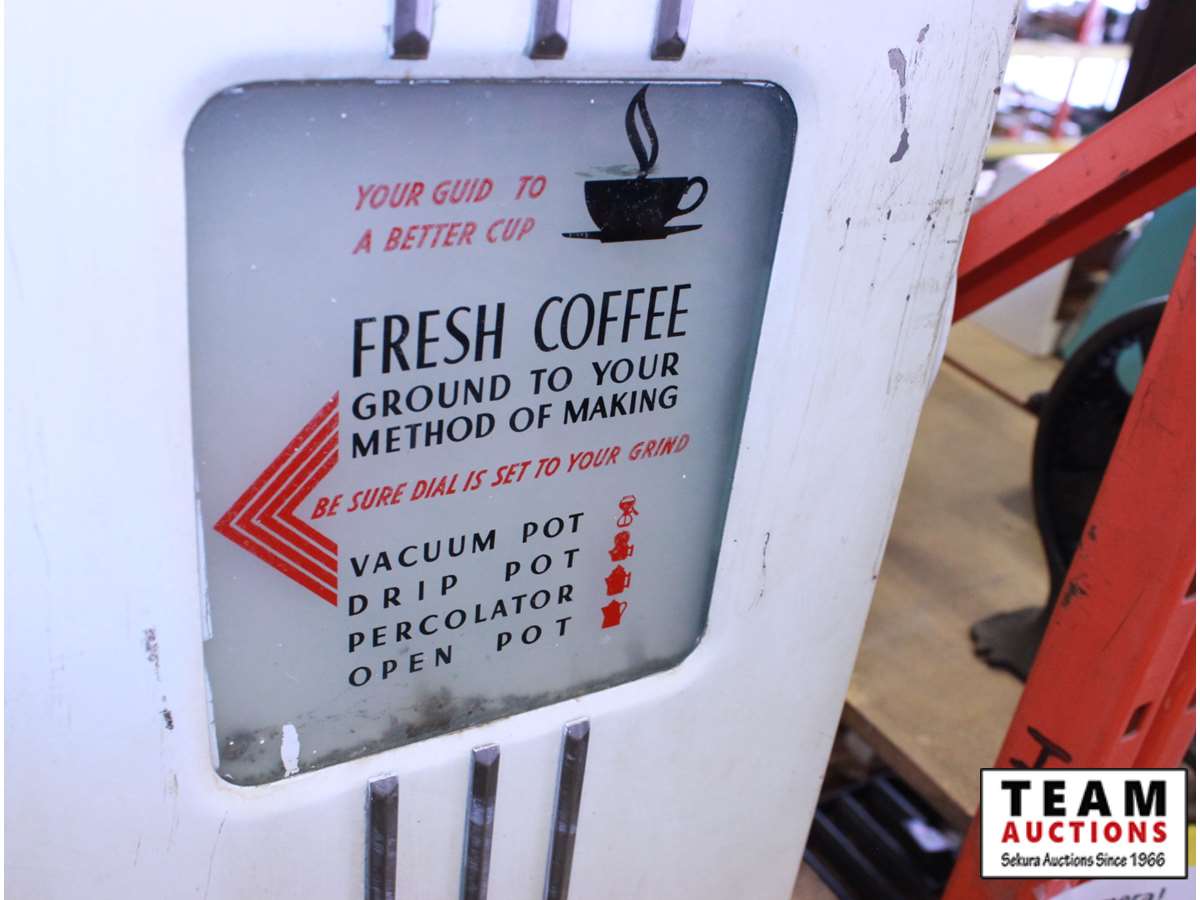 YOUR GUID TO
A BETTER CUP
FRESH COFFEE
GROUND TO YOUR
METHOD OF MAKING
BE SURE DIAL IS SET TO YOUR GRIND
VACUUM POT
DRIP POT
PERCOLATOR
OPEN POT
TEAM
AUCTIONS
Sekura Auctions Since 1966